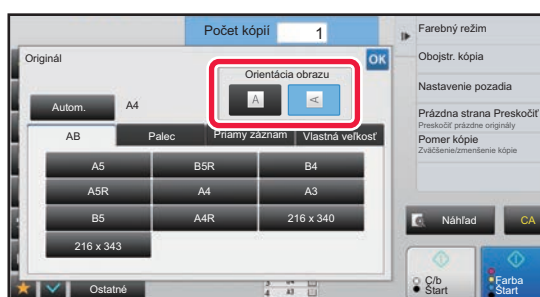 Počet kópií 1
Originál
OK
Orientácia obrazu
A A
Autom. A4
AB Palec Priamy záznam Vlastná veľkosť
A5 B5R B4
A5R A4 A3
B5 A4R 216 x 340
216 x 343
Ostatné
4 A3
Farebný režim
Obojstr. kópia
Nastavenie pozadia
Prázdna strana Preskočiť
Preskočiť prázdne originály
Pomer kópie
Zväčšenie/zmenšenie kópie
Náhľad CA
Č/b
Štart
Farba
Štart